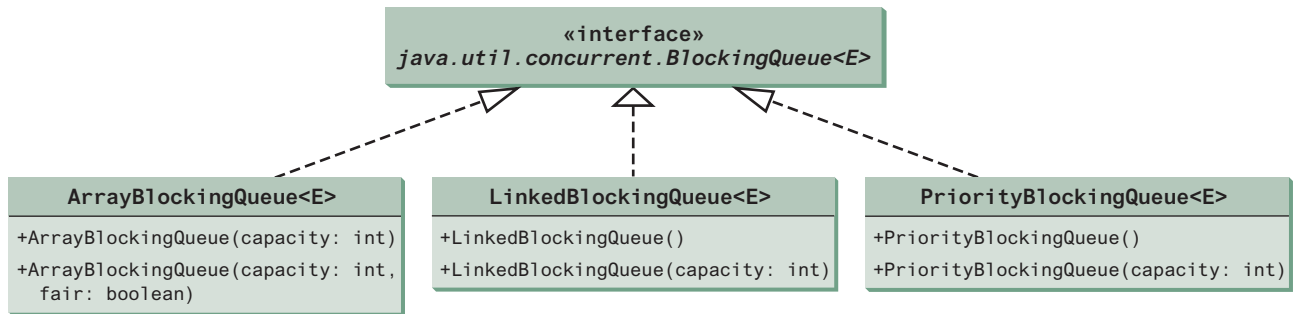 «interface»
java.util.concurrent.BlockingQueue<E>
ArrayBlockingQueue<E>
+ArrayBlockingQueue(capacity: int)
+ArrayBlockingQueue(capacity: int,
fair: boolean)
LinkedBlockingQueue<E>
+LinkedBlockingQueue()
+LinkedBlockingQueue(capacity: int)
PriorityBlockingQueue<E>
+PriorityBlockingQueue()
+PriorityBlockingQueue(capacity: int)